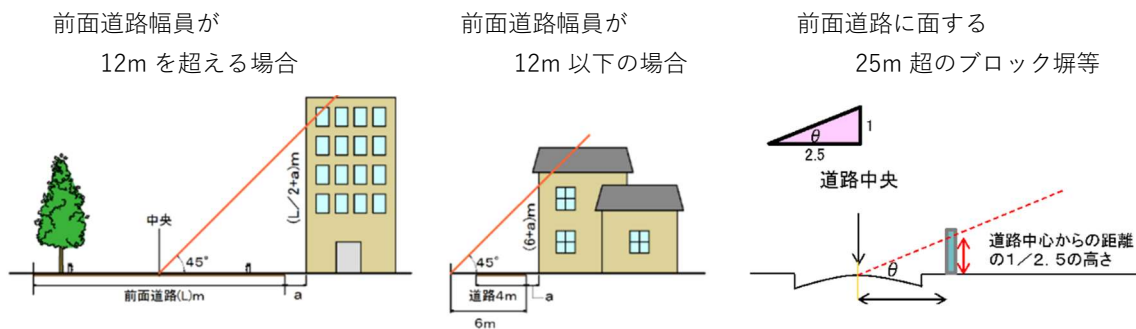 前面道路幅員が
12m を超える場合
中央
45°
(L/2+a)m
前面道路(L)m
a
前面道路幅員が
12m 以下の場合
45°
(6+a)m
道路4m
a
6m
前面道路に面する
25m 超のブロック塀等
θ
1
2.5
道路中央
θ
道路中心からの距離
の1/2.5の高さ